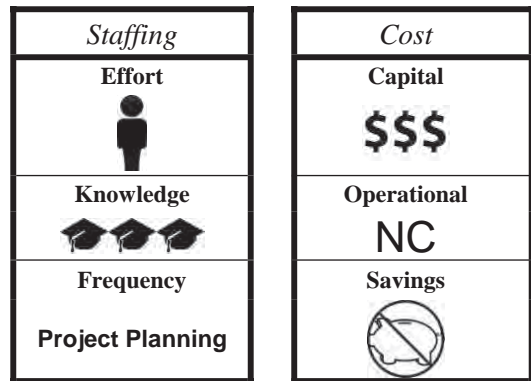 Staffing
Effort
Knowledge
Frequency
Project Planning
Cost
Capital
$$$
Operational
NC
Savings